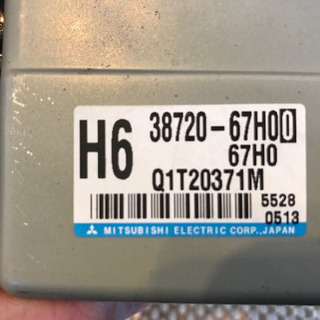 H6 38720-67H00
67H0
Q1T20371M
5528
0513
MITSUBISHI ELECTRIC CORP.,JAPAN